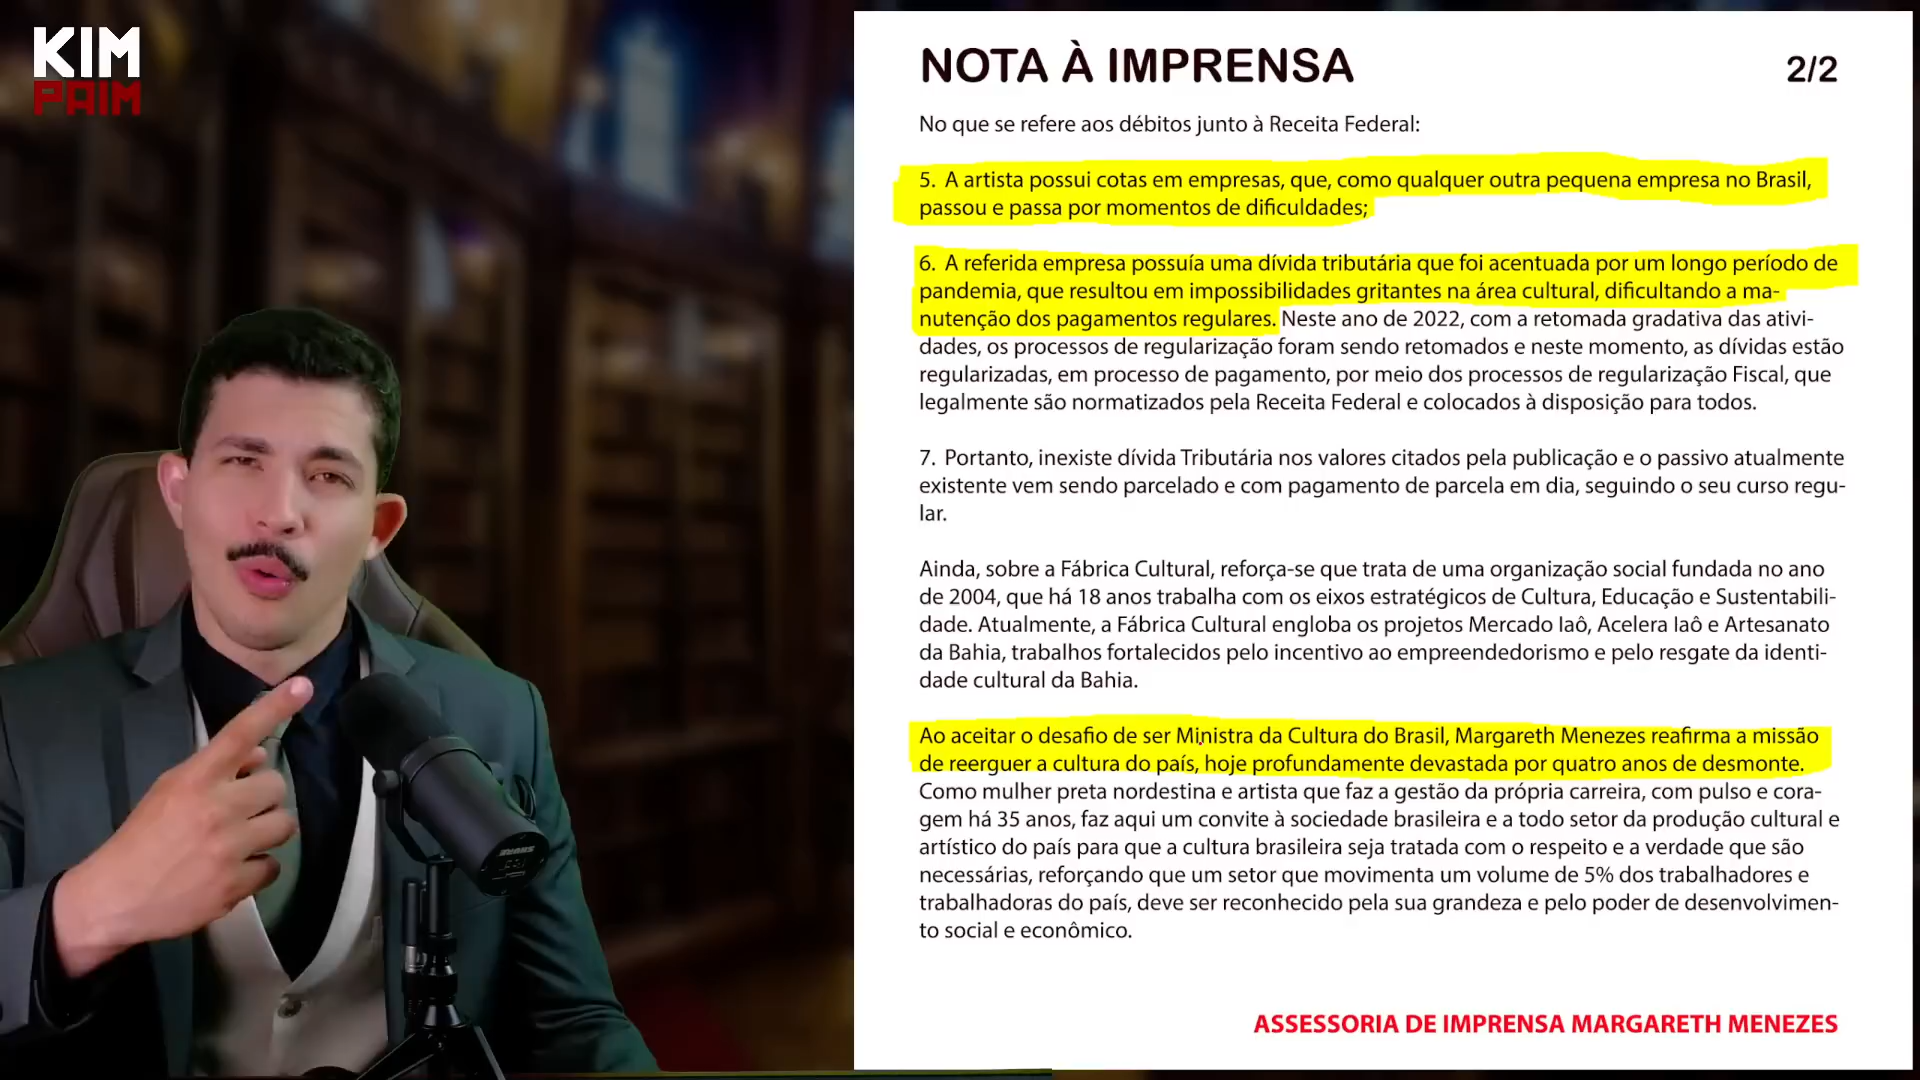 KIM
PAIM
NOTA À IMPRENSA
2/2
No que se refere aos débitos junto à Receita Federal:
5. A artista possui cotas em empresas, que, como qualquer outra pequena empresa no Brasil,
passou e passa por momentos de dificuldades;
6. A referida empresa possuía uma dívida tributária que foi acentuada por um longo período de
pandemia, que resultou em impossibilidades gritantes na área cultural, dificultando a ma-
nutenção dos pagamentos regulares. Neste ano de 2022, com a retomada gradativa das ativi-
dades, os processos de regularização foram sendo retomados e neste momento, as dívidas estão
regularizadas, em processo de pagamento, por meio dos processos de regularização Fiscal, que
legalmente são normatizados pela Receita Federal e colocados à disposição para todos.
7. Portanto, inexiste dívida Tributária nos valores citados pela publicação e o passivo atualmente
existente vem sendo parcelado e com pagamento de parcela em dia, seguindo o seu curso regu-
lar.
Ainda, sobre a Fábrica Cultural, reforça-se que trata de uma organização social fundada no ano
de 2004, que há 18 anos trabalha com os eixos estratégicos de Cultura, Educação e Sustentabili-
dade. Atualmente, a Fábrica Cultural engloba os projetos Mercado Iaô, Acelera Iaô e Artesanato
da Bahia, trabalhos fortalecidos pelo incentivo ao empreendedorismo e pelo resgate da identi-
dade cultural da Bahia.
Ao aceitar o desafio de ser Ministra da Cultura do Brasil, Margareth Menezes reafirma a missão
de reerguer a cultura do país, hoje profundamente devastada por quatro anos de desmonte.
Como mulher preta nordestina e artista que faz a gestão da própria carreira, com pulso e cora-
gem há 35 anos, faz aqui um convite à sociedade brasileira e a todo setor da produção cultural e
artístico do país para que a cultura brasileira seja tratada com o respeito e a verdade que são
necessárias, reforçando que um setor que movimenta um volume de 5% dos trabalhadores e
trabalhadoras do país, deve ser reconhecido pela sua grandeza e pelo poder de desenvolvimen-
to social e econômico.
ASSESSORIA DE IMPRENSA MARGARETH MENEZES